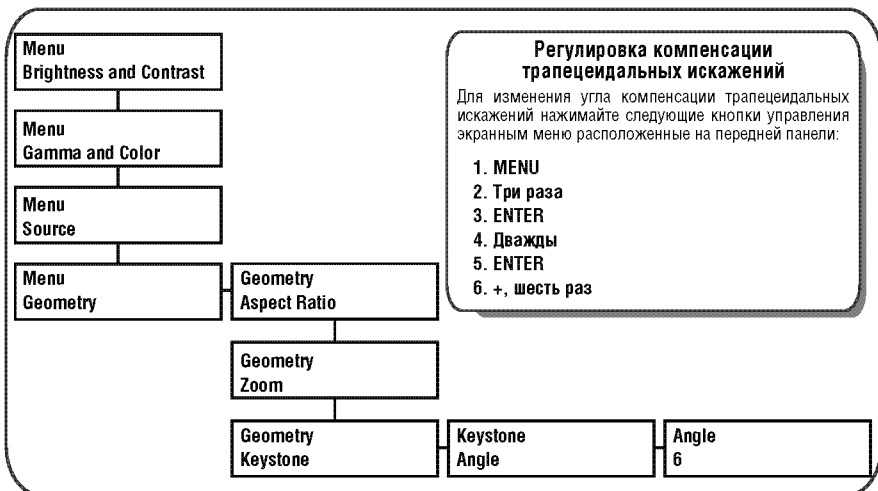 Menu
Brightness and Contrast
Menu
Gamma and Color
Menu
Source
Menu
Geometry
Geometry
Aspect Ratio
Geometry
Zoom
Geometry
Keystone
Keystone
Angle
Angle
6
Регулировка компенсации
трапецеидальных искажений
Для изменения угла компенсации трапецеидальных
искажений нажимайте следующие кнопки управления
экранным меню расположенные на передней панели:
1. MENU
2. Три раза
3. ENTER
4. Дважды
5. ENTER
6. +, шесть раз